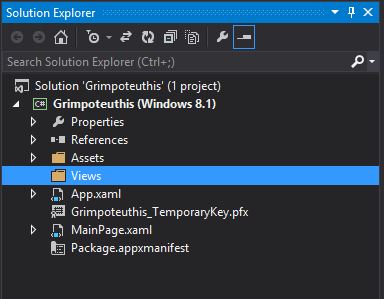 Solution Explorer
Search Solution Explorer (Ctrl+;)
Solution 'Grimpoteuthis' (1 project)
C# Grimpoteuthis (Windows 8.1)
Properties
References
Assets
Views
App.xaml
Grimpoteuthis_TemporaryKey.pfx
MainPage.xaml
Package.appxmanifest